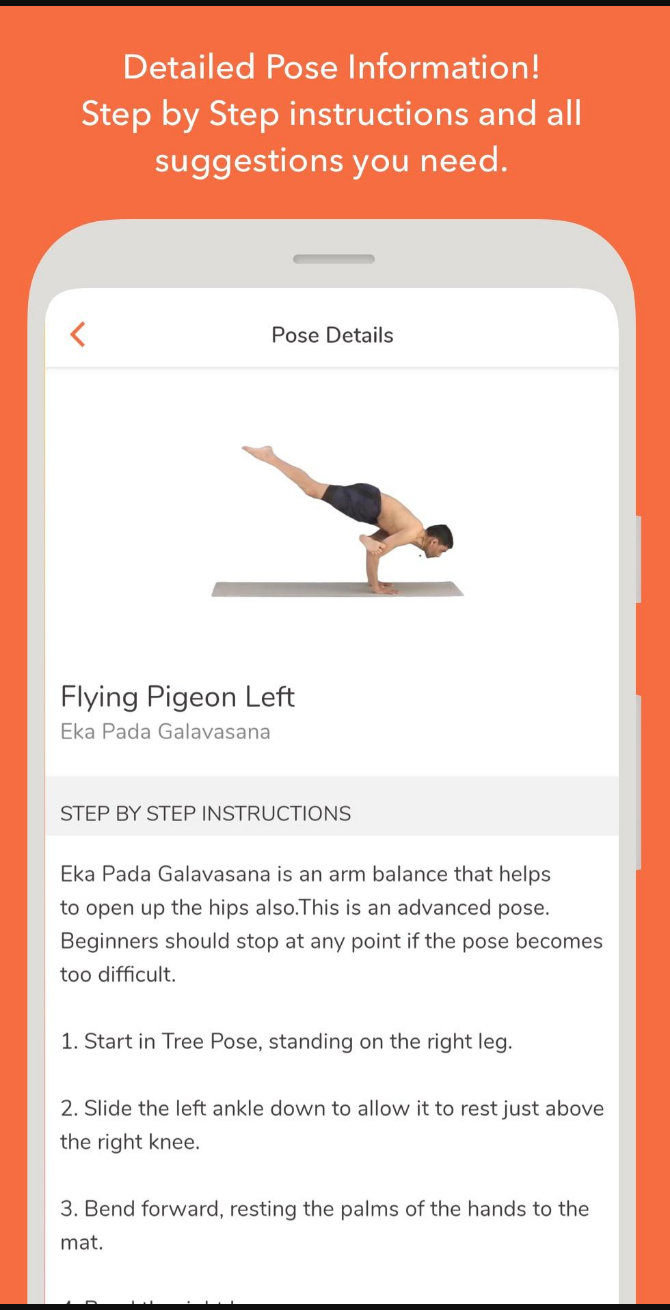 Detailed Pose Information!
Step by Step instructions and all
suggestions you need.
Pose Details
Flying Pigeon Left
Eka Pada Galavasana
STEP BY STEP INSTRUCTIONS
Eka Pada Galavasana is an arm balance that helps
to open up the hips also.This is an advanced pose.
Beginners should stop at any point if the pose becomes
too difficult.
1. Start in Tree Pose, standing on the right leg.
2. Slide the left ankle down to allow it to rest just above
the right knee.
3. Bend forward, resting the palms of the hands to the
mat.